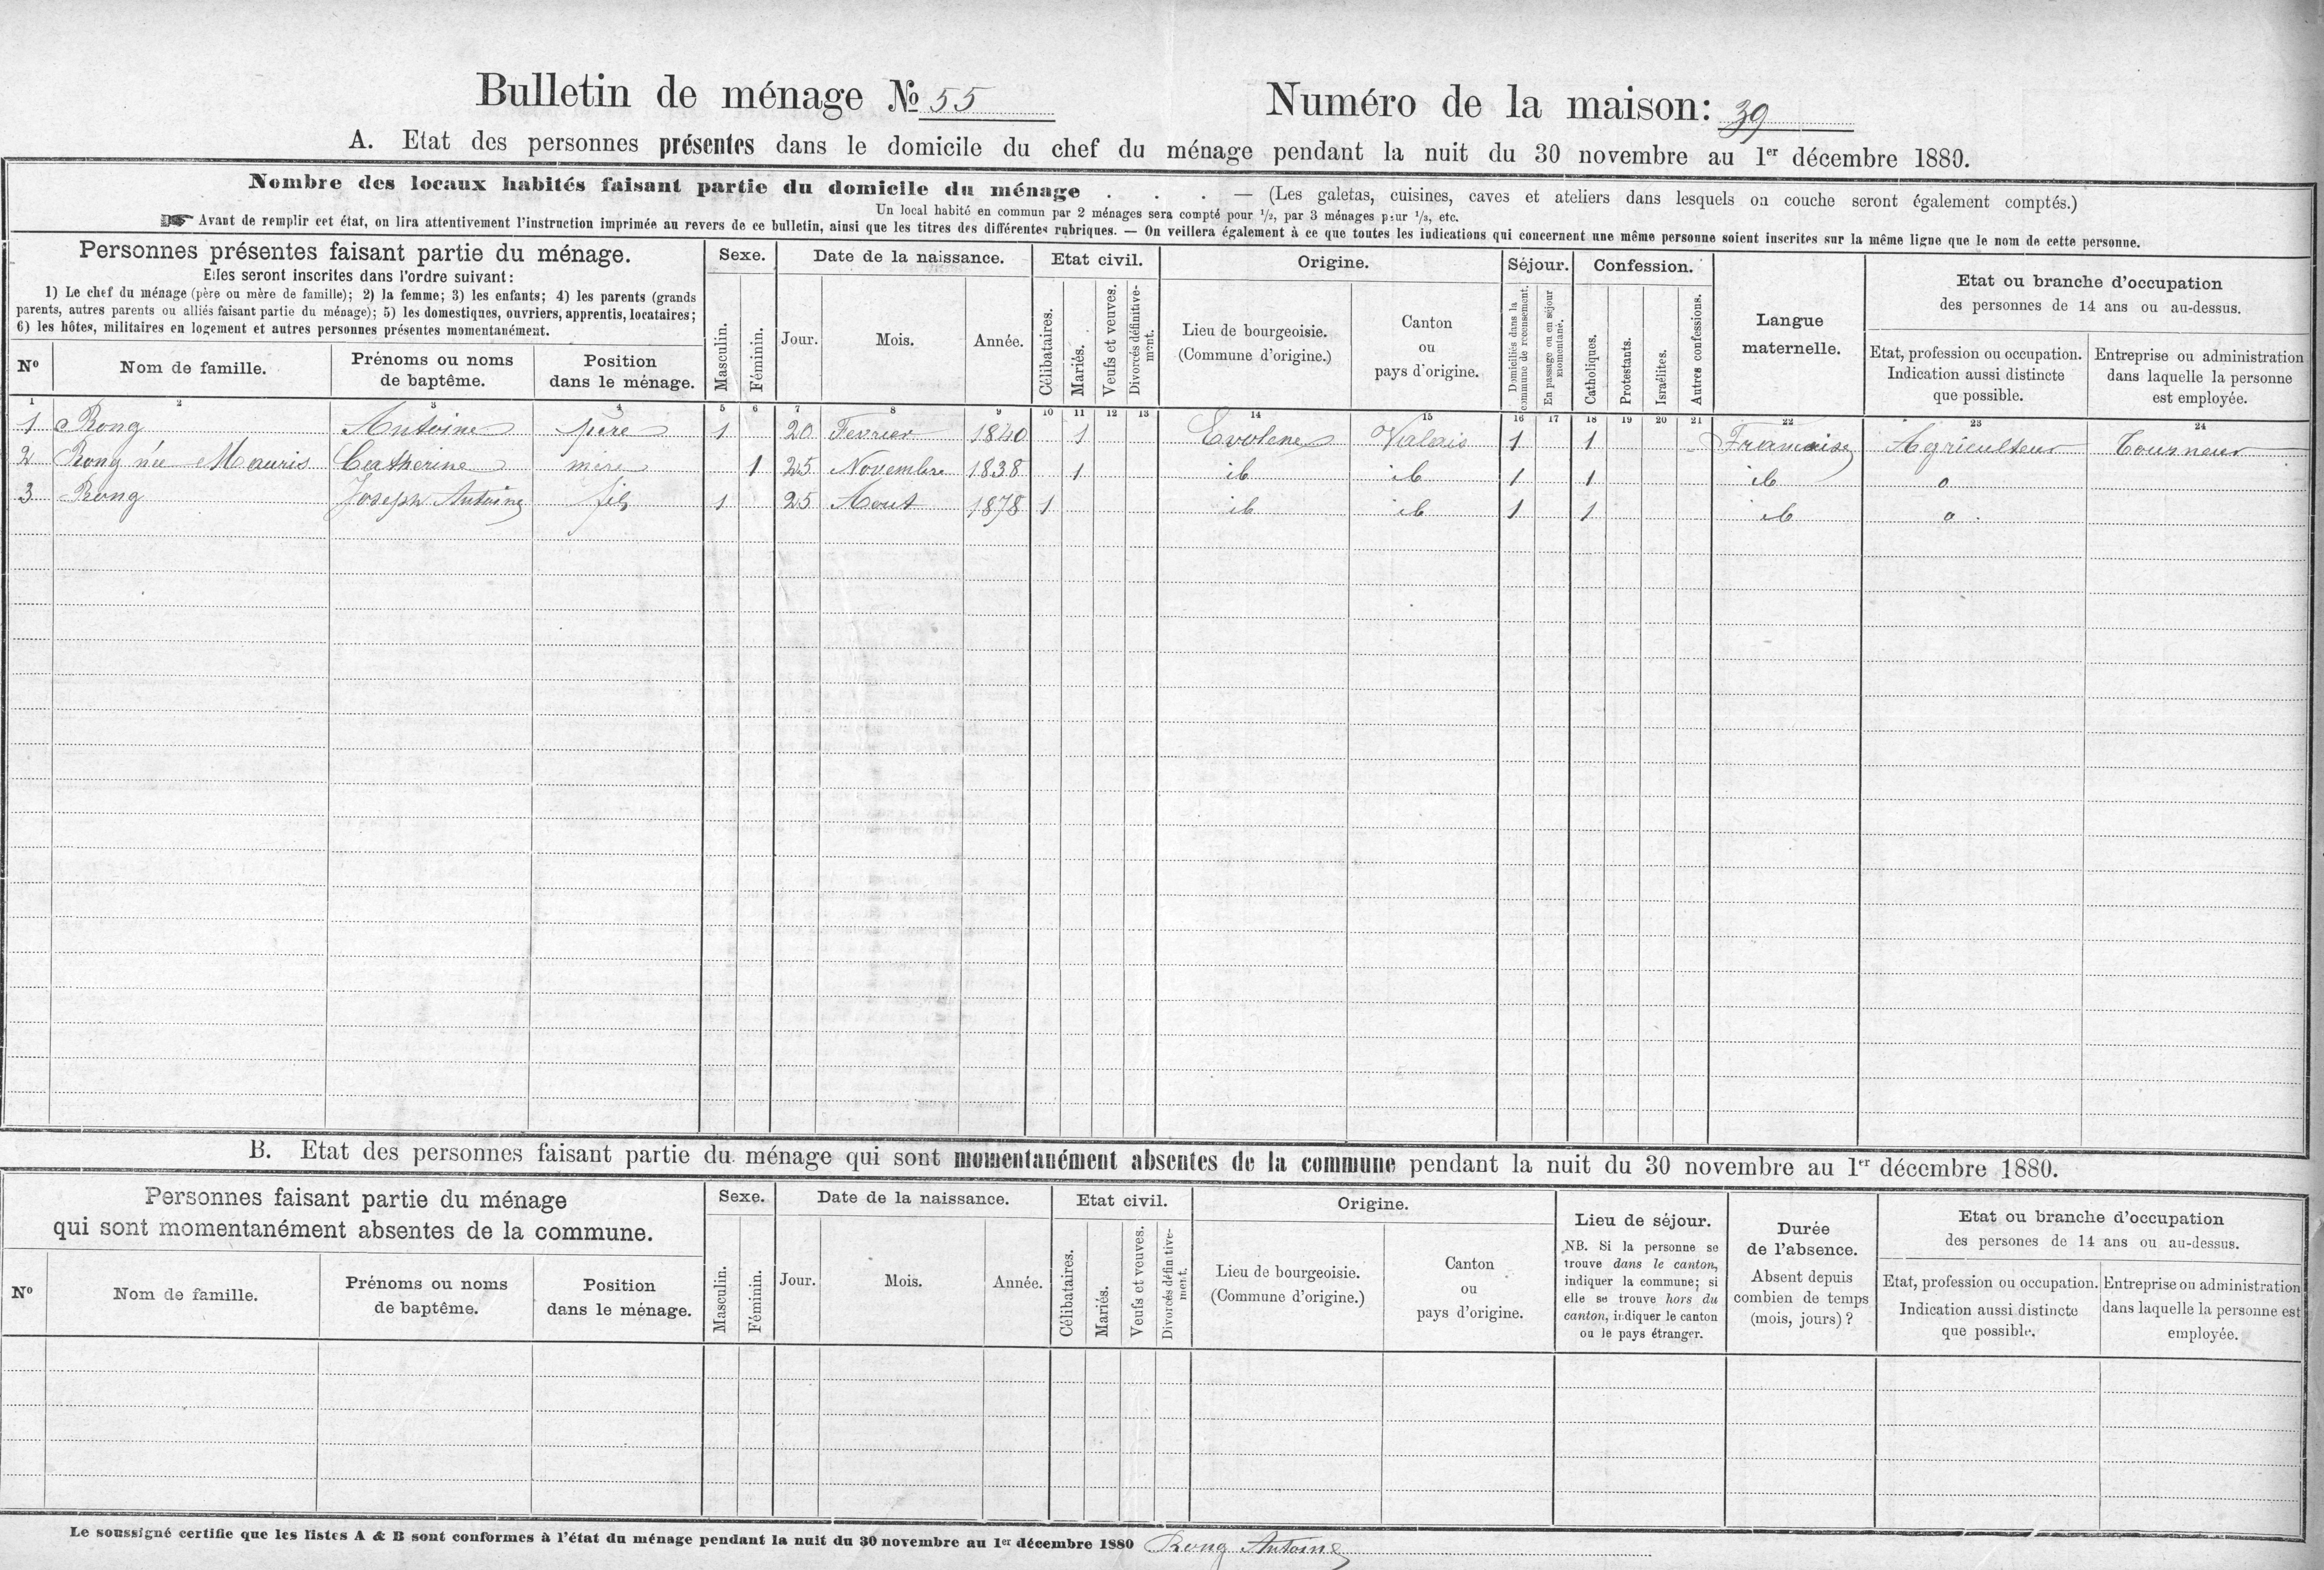 Bulletin de ménage № 55
Numéro de la maison: 39
A. Etat des personnes présentes dans le domicile du chef du ménage pendant la nuit du 30 novembre au 1er décembre 1880.
Nombre des locaux habités faisant partie du domicile du ménage . . . — (Les galetas, cuisines, caves et ateliers dans lesquels on couche seront également comptés.)
Un local habité en commun par 2 ménages sera compté pour 1/2, par 3 ménages pour 1/3, etc.
Avant de remplir cet état, on lira attentivement l'instruction imprimée au revers de ce bulletin, ainsi que les titres des différentes rubriques. — On veillera également à ce que toutes les indications qui concernent une même personne soient inscrites sur la même ligne que le nom de cette personne.
Personnes présentes faisant partie du ménage.
Elles seront inscrites dans l'ordre suivant:
1) Le chef du ménage (père ou mère de famille); 2) la femme; 3) les enfants; 4) les parents (grands
parents, autres parents ou alliés faisant partie du ménage); 5) les domestiques, ouvriers, apprentis, locataires;
6) les hôtes, militaires en logement et autres personnes présentes momentanément.
No
Nom de famille.
Prénoms ou noms
de baptême.
Position
dans le ménage.
Sexe.
Masculin.
Féminin.
Date de la naissance.
Jour.
Mois.
Année.
Etat civil.
Célibataires.
Mariés.
Veufs et veuves.
Divorcés définitive-
ment.
Origine.
Lieu de bourgeoisie.
(Commune d'origine.)
Canton
ou
pays d'origine.
Séjour.
Domiciliés dans la
commune de recensement.
En passage ou en séjour
momentané.
Confession.
Catholiques.
Protestants.
Israélites.
Autres confessions.
Langue
maternelle.
Etat ou branche d'occupation
des personnes de 14 ans ou au-dessus.
Etat, profession ou occupation.
Indication aussi distincte
que possible.
Entreprise ou administration
dans laquelle la personne
est employée.
1 2 3 4 5 6 7 8 9 10 11 12 13 14 15 16 17 18 19 20 21 22 23 24
1 Rong Antoine père 1 20 Fevrier 1840 1 Evolene Valais 1 1 Francaise Agriculteur Tourneur
2 Rong née Mauris Catherine mère 1 25 Novembre 1838 1 ib ib 1 1 ib o
3 Rong Joseph Antoine fils 1 25 Aout 1878 1 ib ib 1 1 ib o
B. Etat des personnes faisant partie du ménage qui sont momentanément absentes de la commune pendant la nuit du 30 novembre au 1er décembre 1880.
Personnes faisant partie du ménage
qui sont momentanément absentes de la commune.
No
Nom de famille.
Prénoms ou noms
de baptême.
Position
dans le ménage.
Sexe.
Masculin.
Féminin.
Date de la naissance.
Jour.
Mois.
Année.
Etat civil.
Célibataires.
Mariés.
Veufs et veuves.
Divorcés définitive-
ment.
Origine.
Lieu de bourgeoisie.
(Commune d'origine.)
Canton
ou
pays d'origine.
Lieu de séjour.
NB. Si la personne se
trouve dans le canton,
indiquer la commune; si
elle se trouve hors du
canton, indiquer le canton
ou le pays étranger.
Durée
de l'absence.
Absent depuis
combien de temps
(mois, jours)?
Etat ou branche d'occupation
des persones de 14 ans ou au-dessus.
Etat, profession ou occupation.
Indication aussi distincte
que possible.
Entreprise ou administration
dans laquelle la personne est
employée.
Le soussigné certifie que les listes A & B sont conformes à l'état du ménage pendant la nuit du 30 novembre au 1er décembre 1880 Rong Antoine